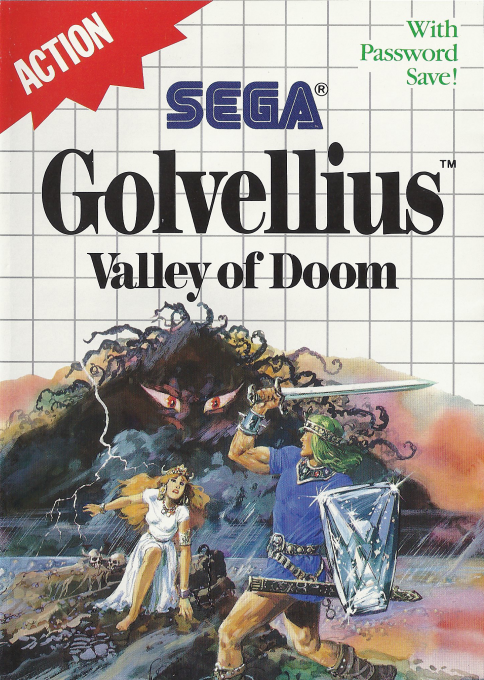 ACTION
With
Password
Save!
SEGA®
Golvellius™
Valley of Doom